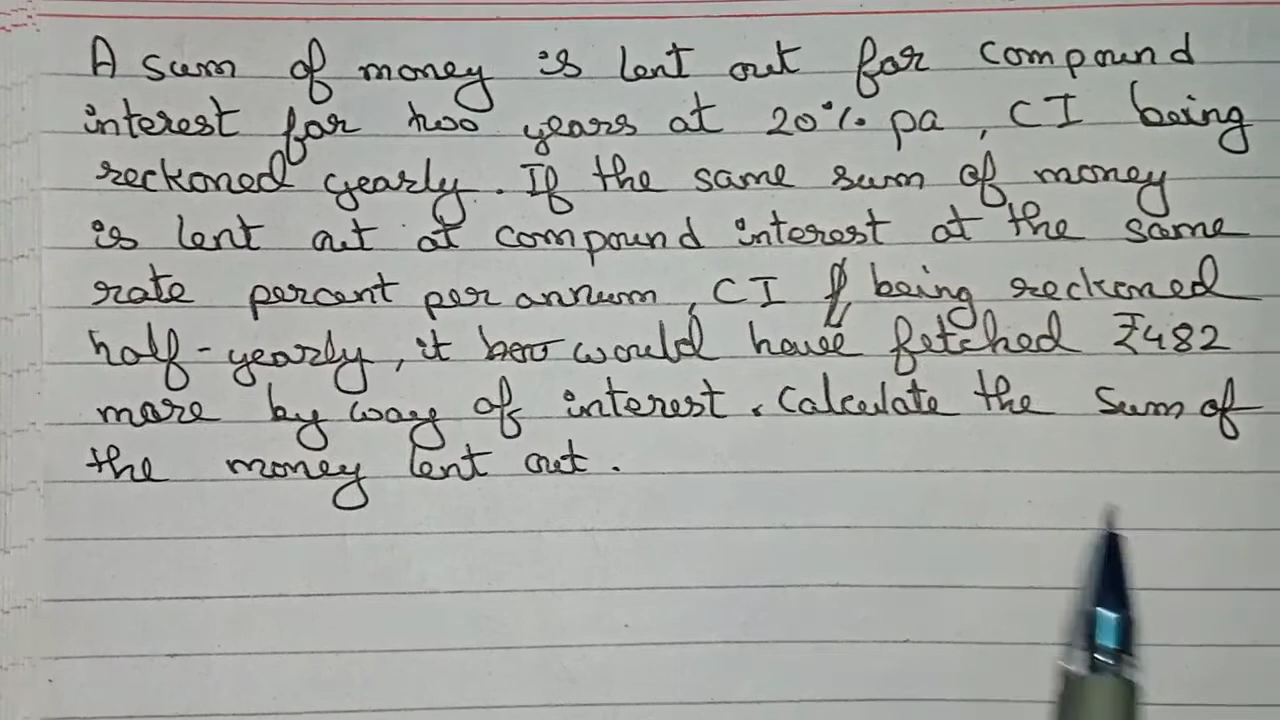 A sum of money is lent out for compound
interest for two years at 20% pa, CI being
reckoned yearly. If the same sum of money
is lent out at compound interest at the same
rate percent per annum, CI being reckoned
half-yearly, it would have fetched ₹482
more by way of interest. Calculate the sum of
the money lent out.